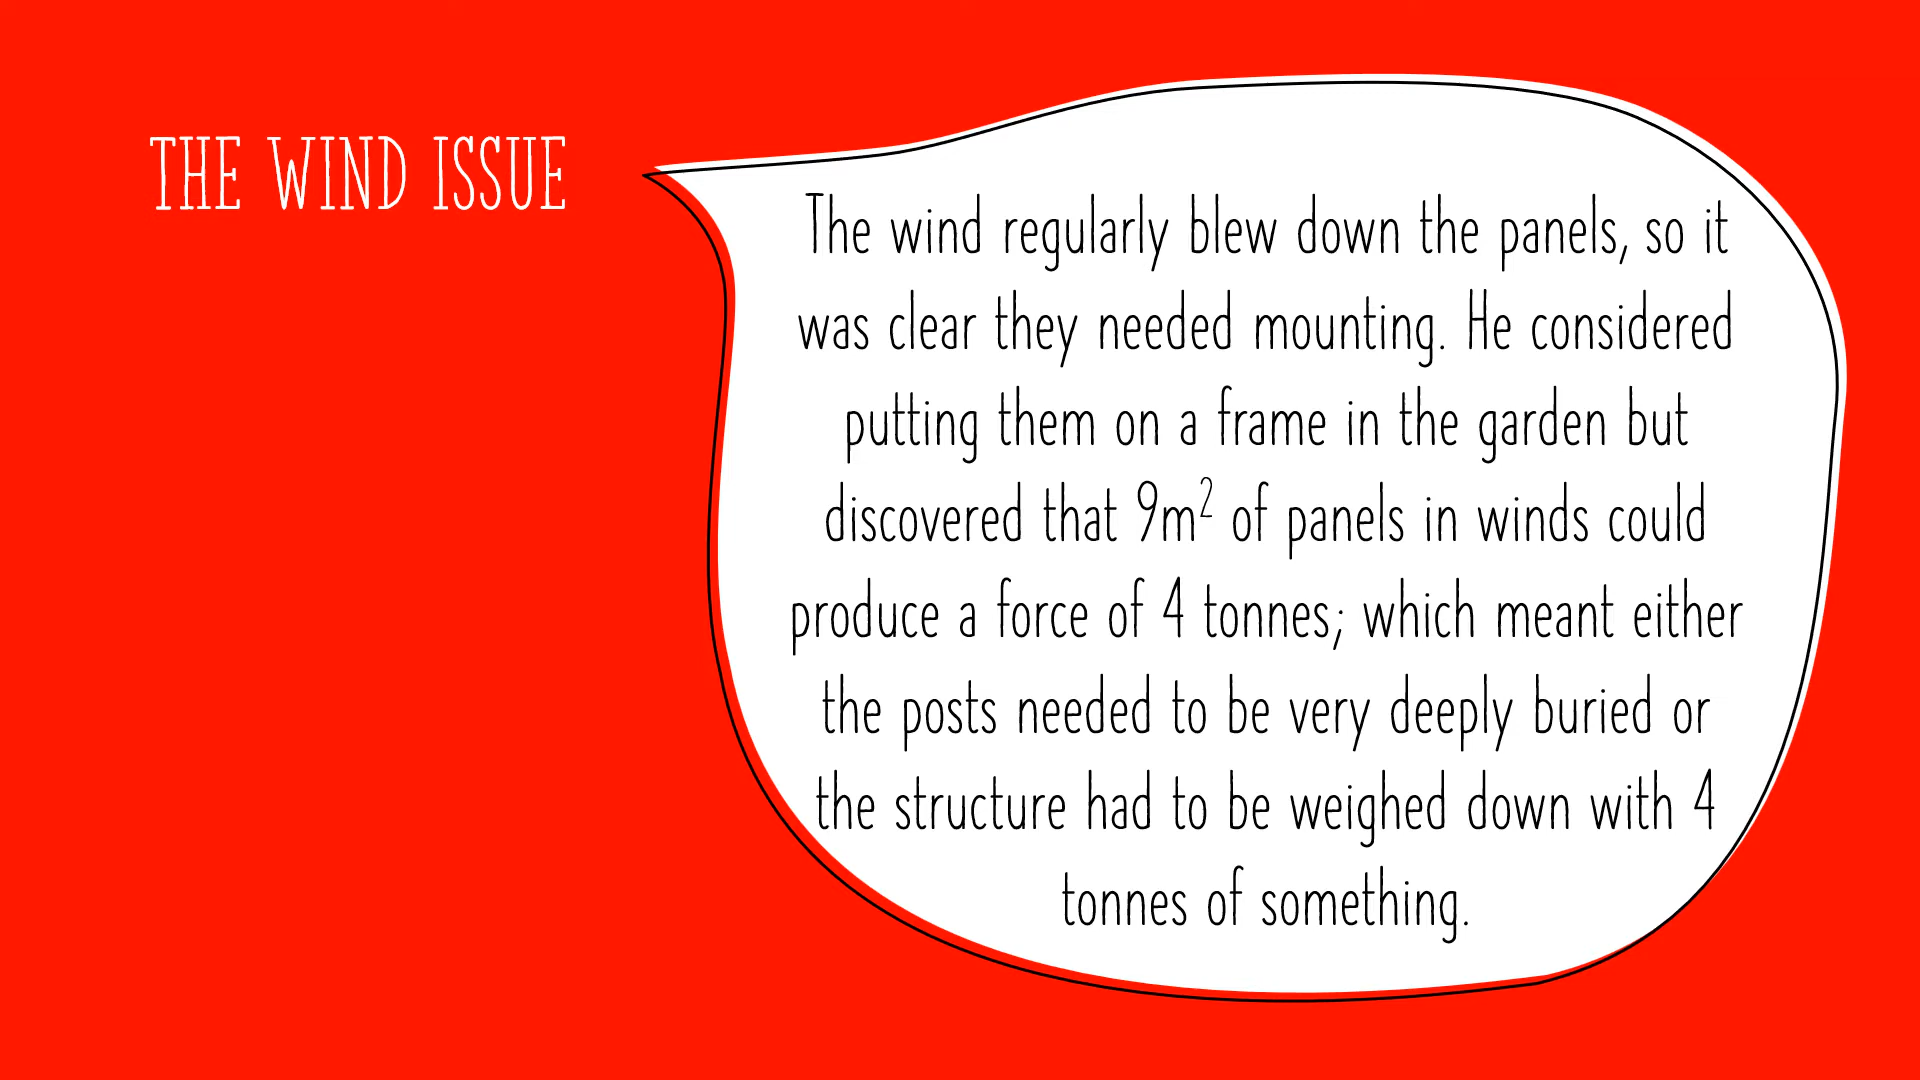 THE WIND ISSUE
The wind regularly blew down the panels, so it
was clear they needed mounting. He considered
putting them on a frame in the garden but
discovered that 9m² of panels in winds could
produce a force of 4 tonnes; which meant either
the posts needed to be very deeply buried or
the structure had to be weighed down with 4
tonnes of something.